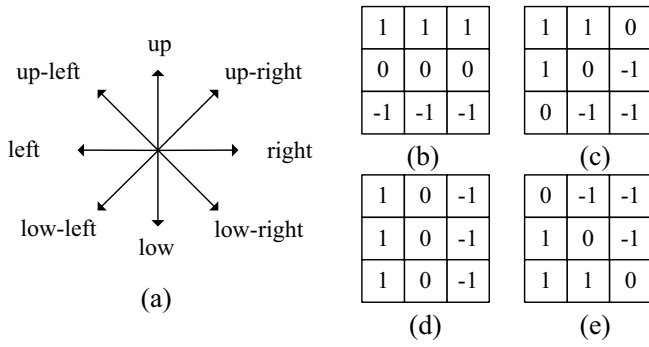 up
up-left up-right
left right
low-left low-right
low
(a)
1 1 1
0 0 0
-1 -1 -1
(b)
1 1 0
1 0 -1
0 -1 -1
(c)
1 0 -1
1 0 -1
1 0 -1
(d)
0 -1 -1
1 0 -1
1 1 0
(e)